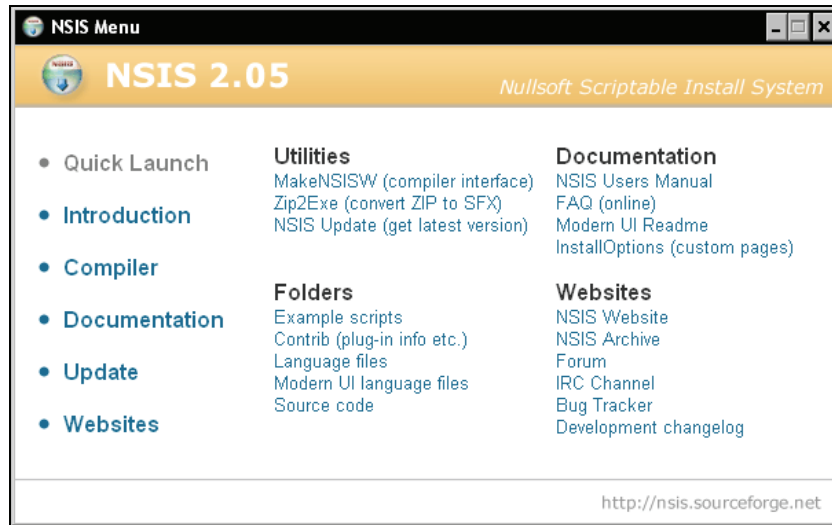 NSIS Menu
NSIS 2.05
Nullsoft Scriptable Install System
Quick Launch
Introduction
Compiler
Documentation
Update
Websites
Utilities
MakeNSISW (compiler interface)
Zip2Exe (convert ZIP to SFX)
NSIS Update (get latest version)
Documentation
NSIS Users Manual
FAQ (online)
Modern UI Readme
InstallOptions (custom pages)
Folders
Example scripts
Contrib (plug-in info etc.)
Language files
Modern UI language files
Source code
Websites
NSIS Website
NSIS Archive
Forum
IRC Channel
Bug Tracker
Development changelog
http://nsis.sourceforge.net